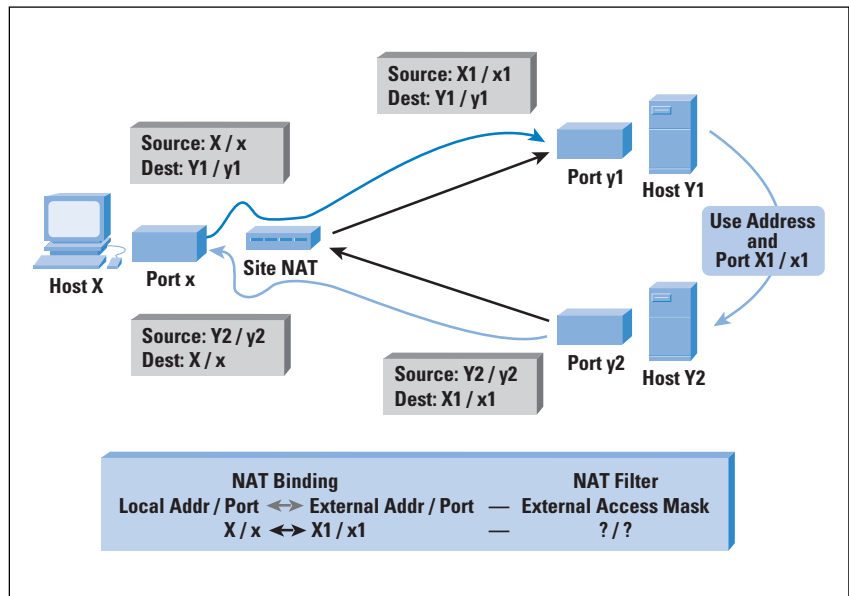 Source: X1 / x1
Dest: Y1 / y1
Source: X / x
Dest: Y1 / y1
Port y1
Host Y1
Use Address
and
Port X1 / x1
Host X
Port x
Site NAT
Source: Y2 / y2
Dest: X / x
Port y2
Host Y2
Source: Y2 / y2
Dest: X1 / x1
NAT Binding NAT Filter
Local Addr / Port ↔ External Addr / Port — External Access Mask
X / x ↔ X1 / x1 — ? / ?